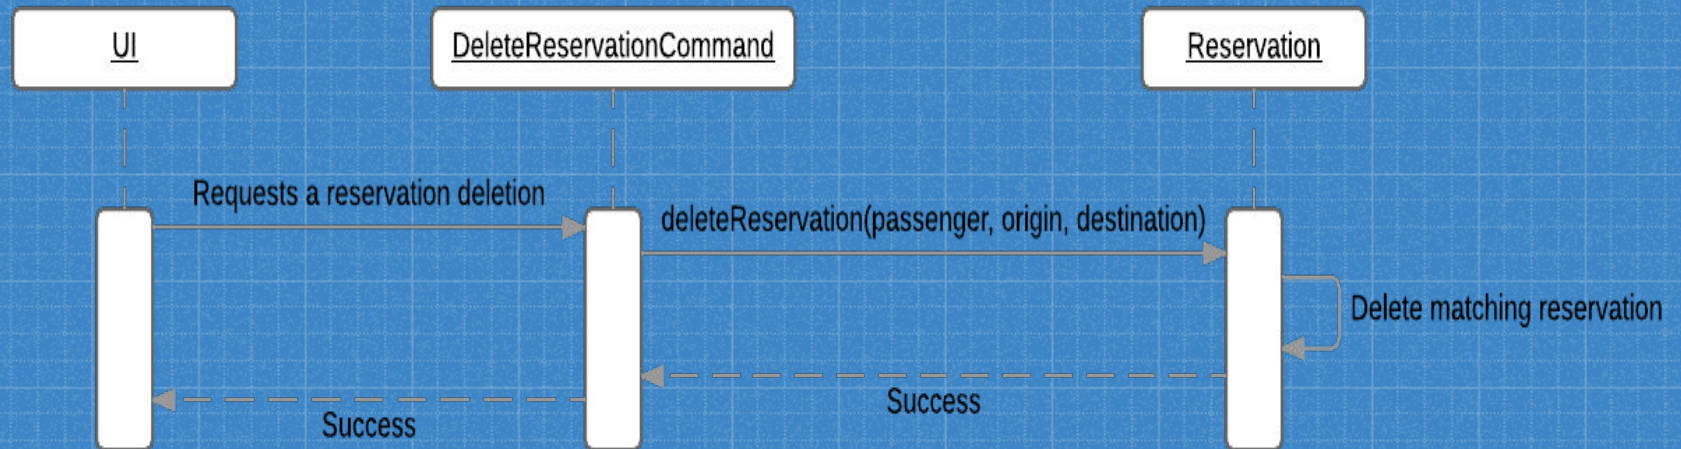 UI
DeleteReservationCommand
Reservation
Requests a reservation deletion
deleteReservation(passenger, origin, destination)
Delete matching reservation
Success
Success